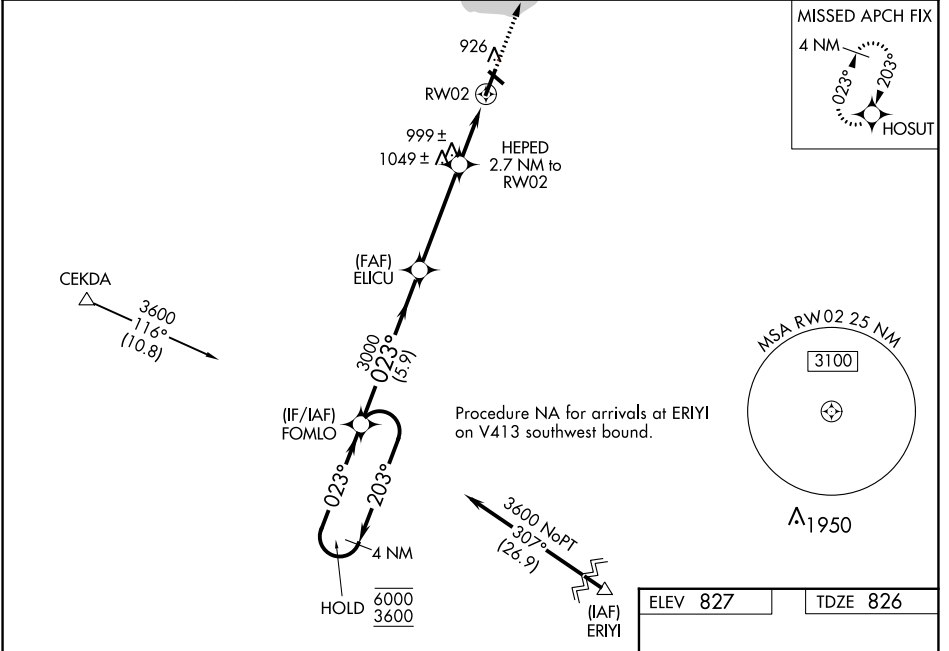 MISSED APCH FIX
4 NM
023°
203°
HOSUT
926
RW02
999 ±
1049 ±
HEPED
2.7 NM to
RW02
(FAF)
ELICU
CEKDA
3600
116°
(10.8)
3000
023°
(5.9)
MSA RW02 25 NM
3100
(IF/IAF)
FOMLO
Procedure NA for arrivals at ERIYI
on V413 southwest bound.
023°
203°
4 NM
HOLD
6000
3600
3600 NoPT
307°
(26.9)
(IAF)
ERIYI
1950
ELEV 827
TDZE 826